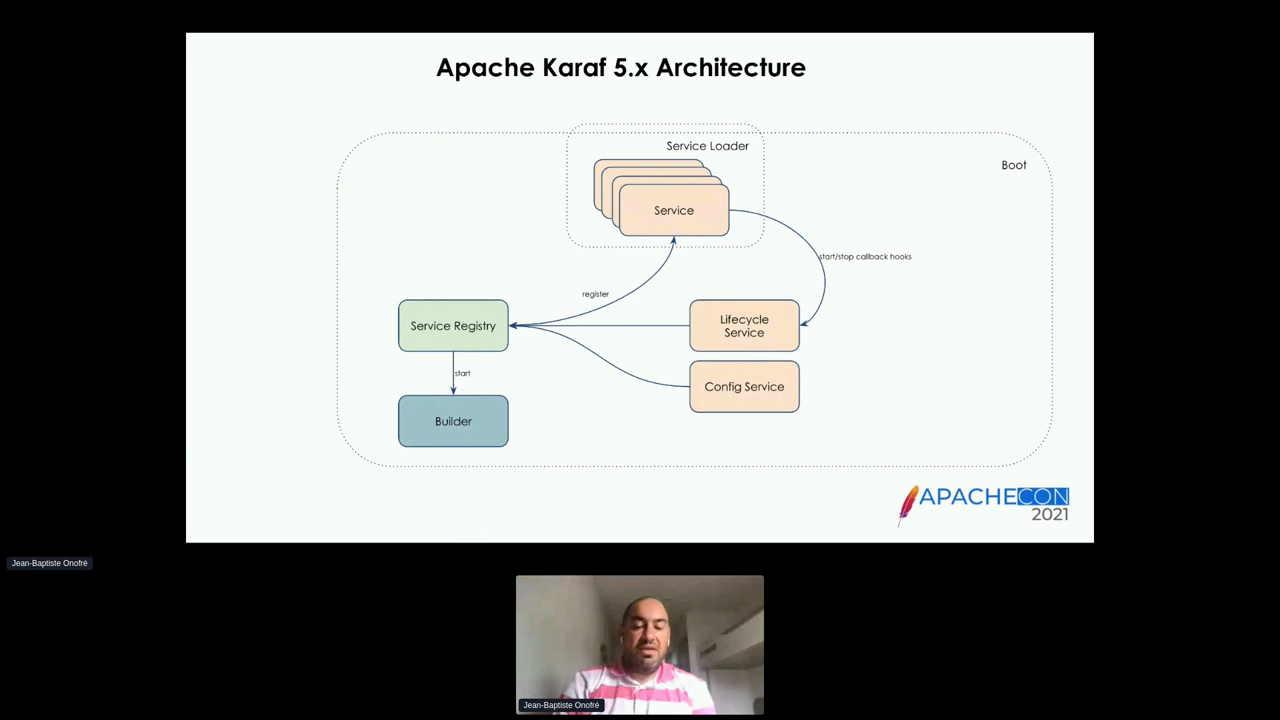 Apache Karaf 5.x Architecture
Service Loader
Boot
Service
start/stop callback hooks
register
Service Registry
Lifecycle
Service
start
Config Service
Builder
APACHECON
2021
Jean-Baptiste Onofré
Jean-Baptiste Onofré